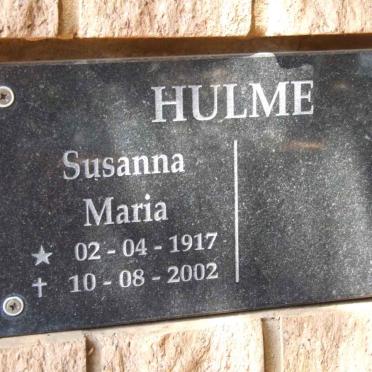 HULME
Susanna
Maria
★ 02 - 04 - 1917
✝ 10 - 08 - 2002